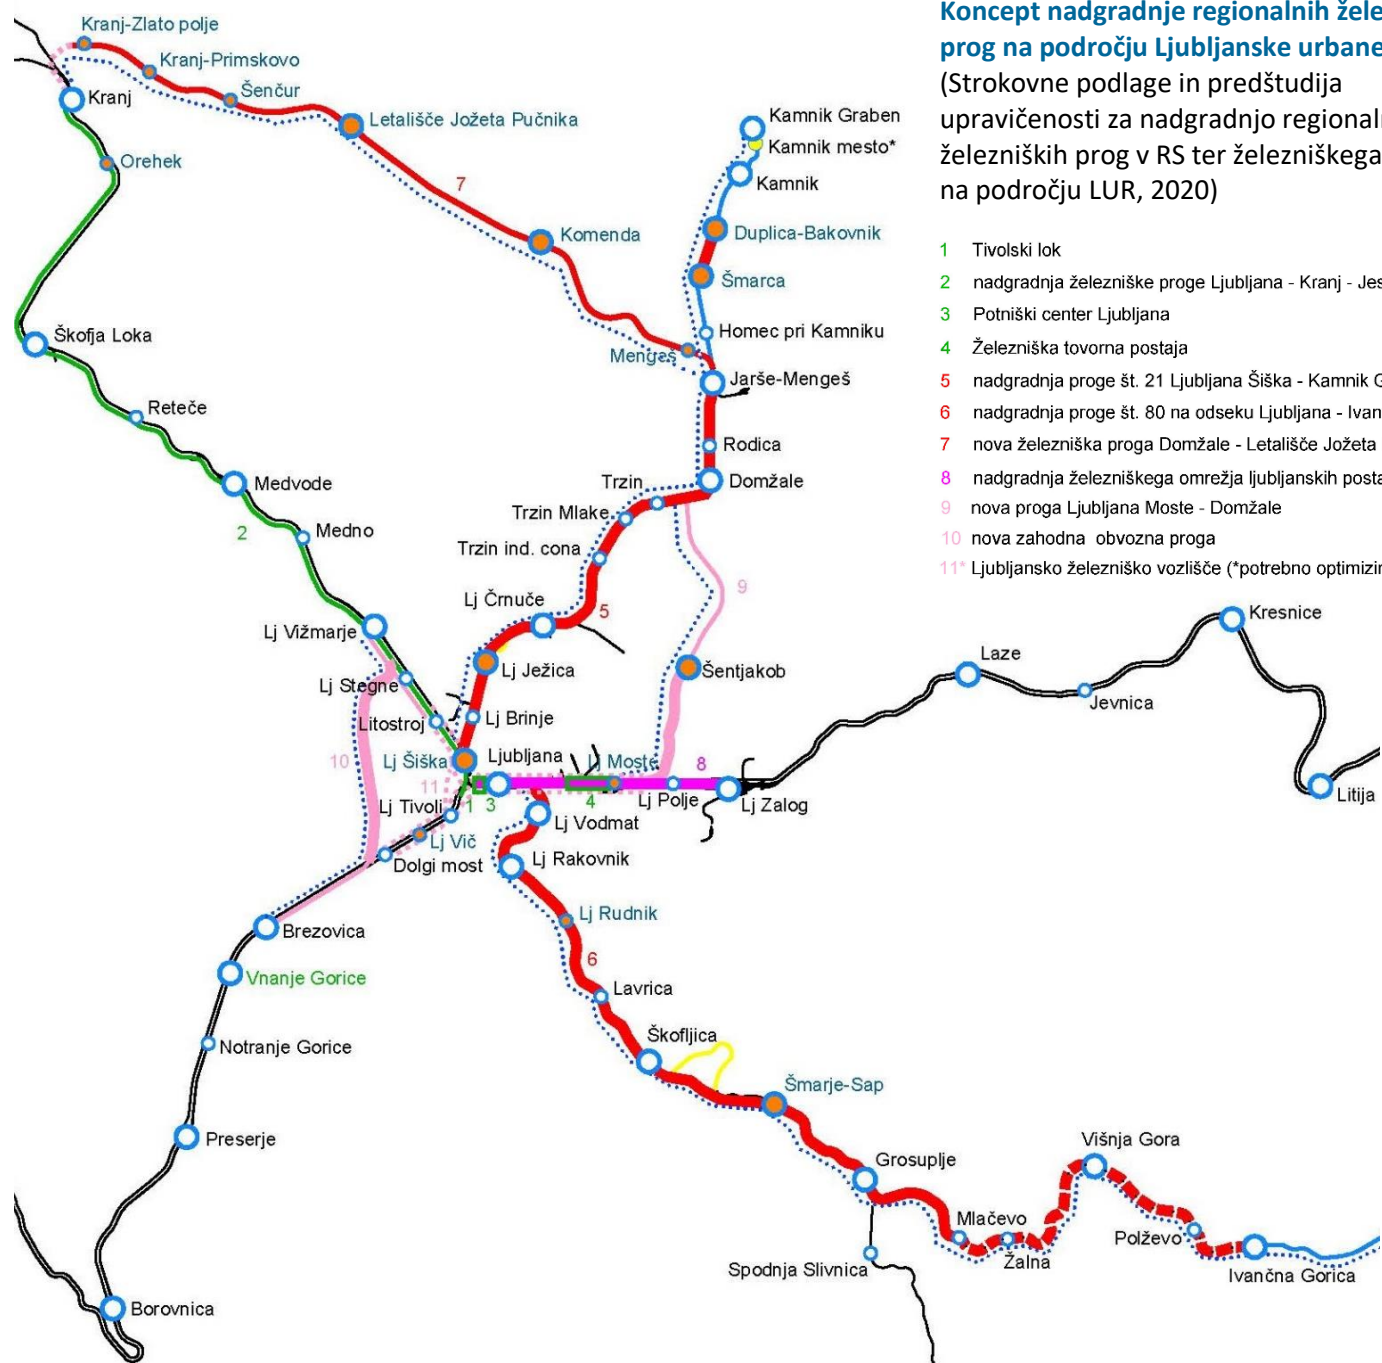 Koncept nadgradnje regionalnih žele
prog na področju Ljubljanske urbane
(Strokovne podlage in predštudija
upravičenosti za nadgradnjo regionaln
železniških prog v RS ter železniškega
na področju LUR, 2020)
1 Tivolski lok
2 nadgradnja železniške proge Ljubljana - Kranj - Jes
3 Potniški center Ljubljana
4 Železniška tovorna postaja
5 nadgradnja proge št. 21 Ljubljana Šiška - Kamnik G
6 nadgradnja proge št. 80 na odseku Ljubljana - Ivan
7 nova železniška proga Domžale - Letališče Jožeta
8 nadgradnja železniškega omrežja ljubljanskih posta
9 nova proga Ljubljana Moste - Domžale
10 nova zahodna obvozna proga
11* Ljubljansko železniško vozlišče (*potrebno optimizir
Kranj-Zlato polje
Kranj-Primskovo
Šenčur
Kranj
Letališče Jožeta Pučnika
Orehek
7
Komenda
Kamnik Graben
Kamnik mesto*
Kamnik
Duplica-Bakovnik
Šmarca
Homec pri Kamniku
Mengeš
Jarše-Mengeš
Rodica
Domžale
Škofja Loka
Reteče
Medvode
2
Medno
Trzin
Trzin Mlake
Trzin ind. cona
9
Lj Črnuče
5
Lj Vižmarje
Lj Ježica
Šentjakob
Lj Stegne
Litostroj
Lj Brinje
10
Lj Šiška
Ljubljana
Lj Moste
8
11
1
3
4
Lj Polje
Lj Zalog
Lj Tivoli
Lj Vodmat
Lj Vič
Dolgi most
Lj Rakovnik
Laze
Jevnica
Kresnice
Litija
Brezovica
Lj Rudnik
6
Vnanje Gorice
Lavrica
Notranje Gorice
Škofljica
Šmarje-Sap
Preserje
Grosuplje
Višnja Gora
Mlačevo
Žalna
Polževo
Spodnja Slivnica
Ivančna Gorica
Borovnica